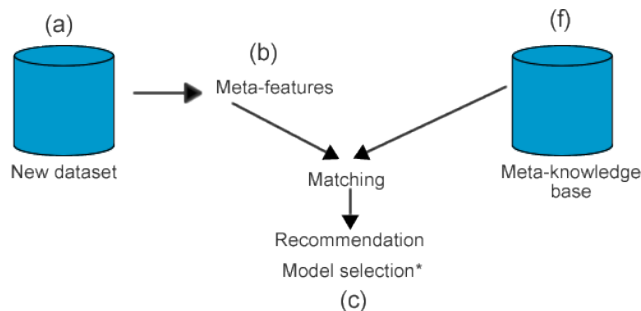 (a)
(f)
(b)
Meta-features
New dataset
Matching
Meta-knowledge
base
Recommendation
Model selection*
(c)